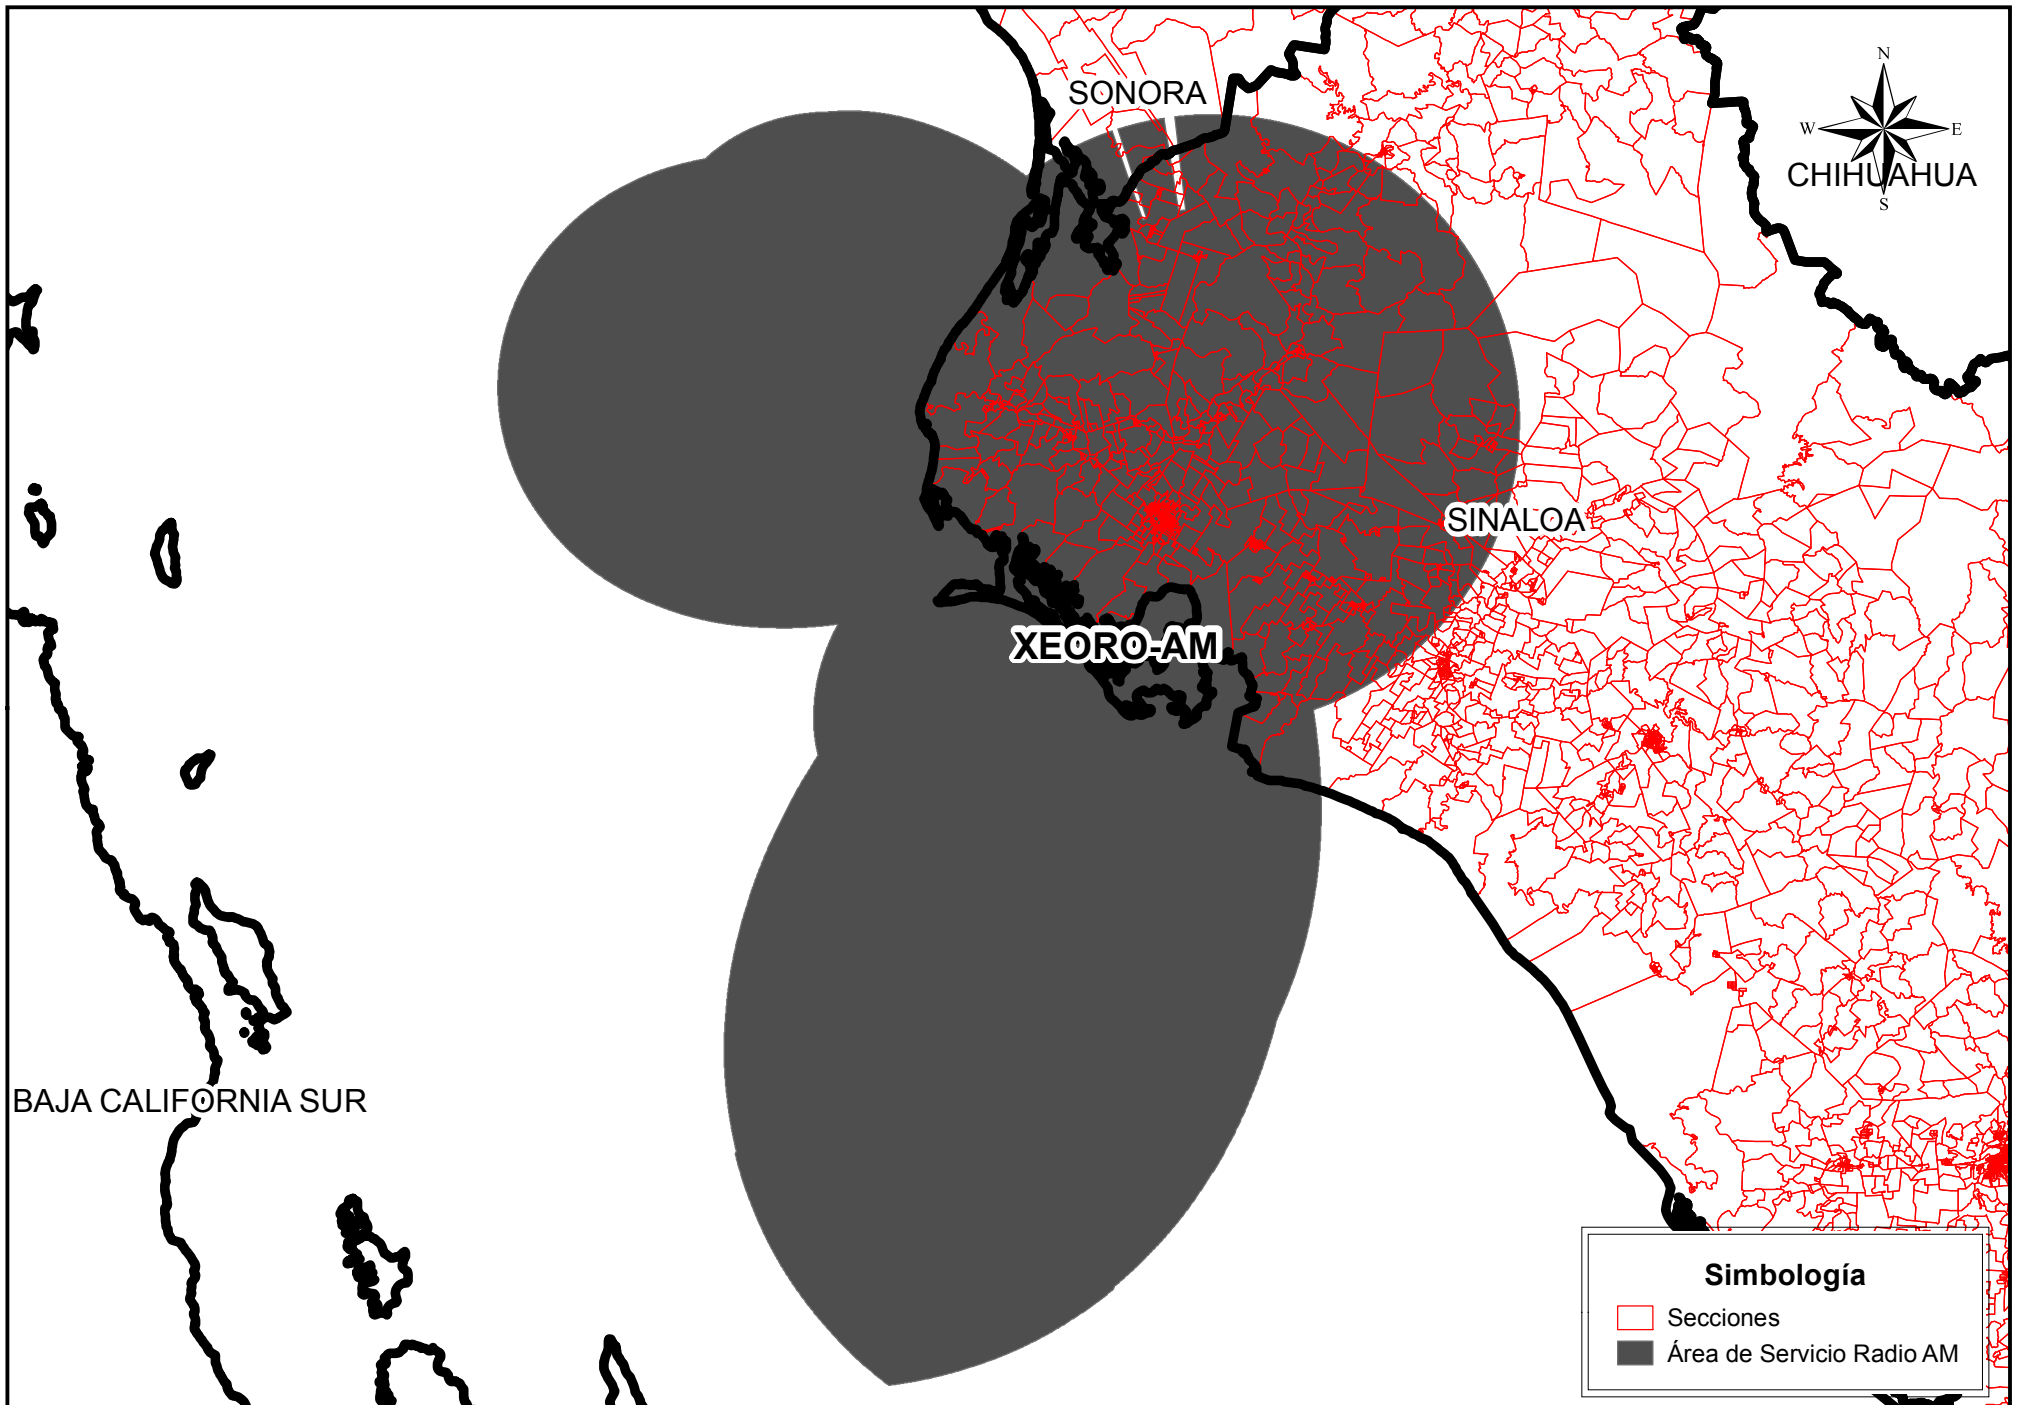 SONORA
N
W
E
S
CHIHUAHUA
SINALOA
XEORO-AM
BAJA CALIFORNIA SUR
Simbología
Secciones
Área de Servicio Radio AM